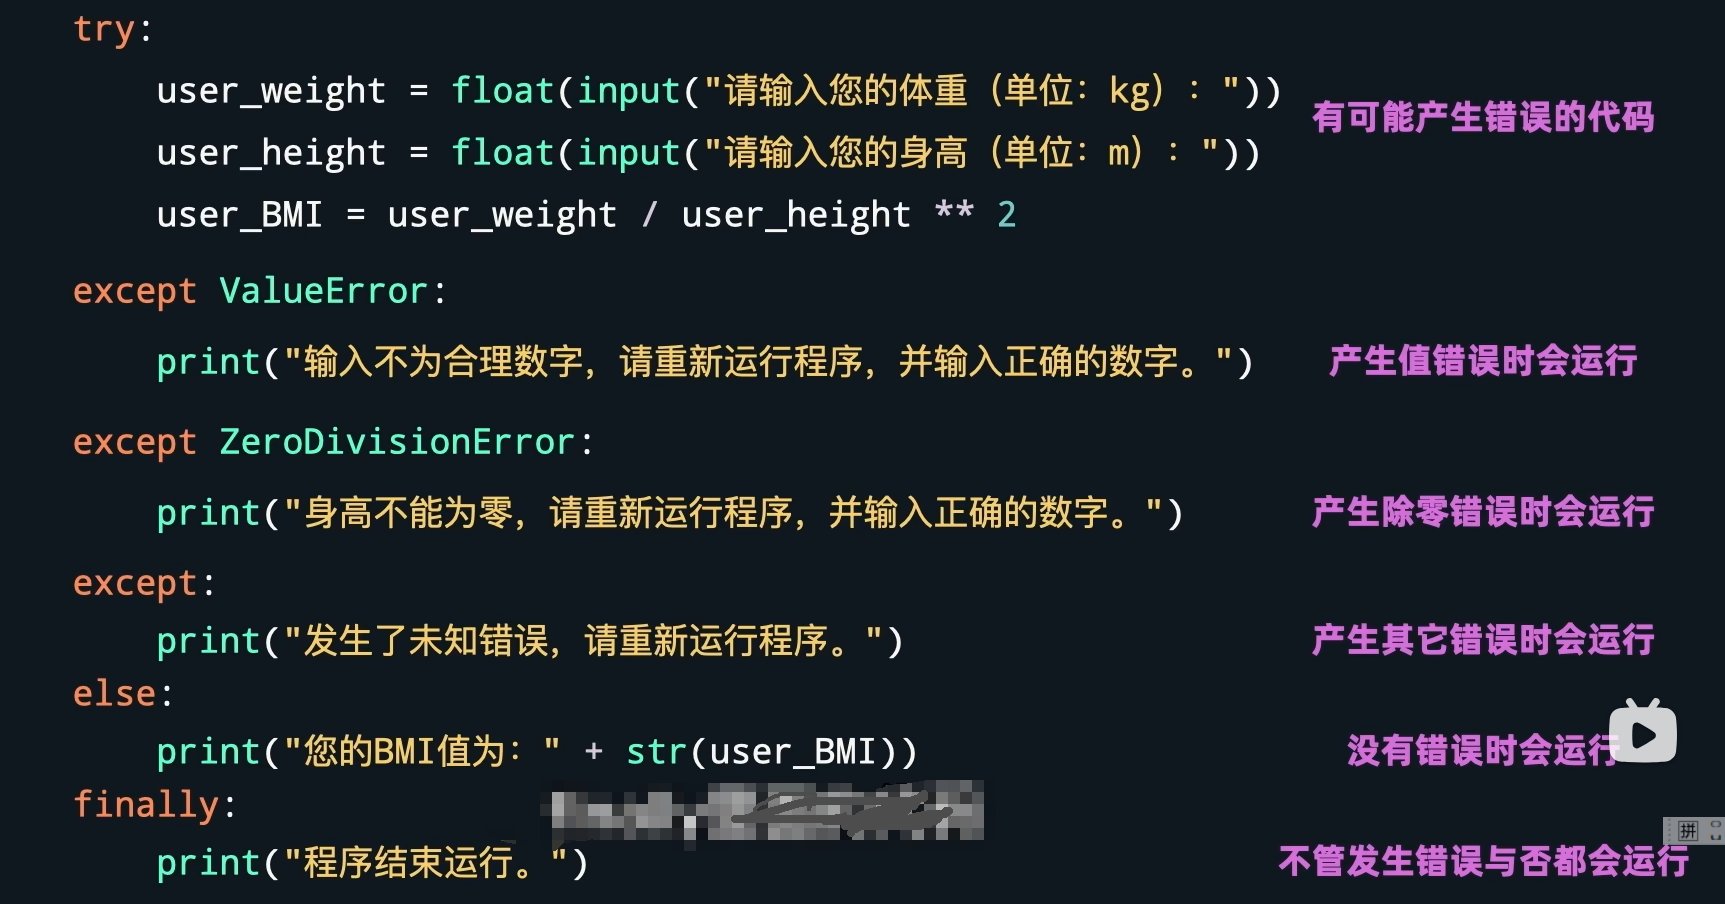 try:
user_weight = float(input("请输入您的体重（单位：kg）："))
有可能产生错误的代码
user_height = float(input("请输入您的身高（单位：m）："))
user_BMI = user_weight / user_height ** 2
except ValueError:
print("输入不为合理数字，请重新运行程序，并输入正确的数字。")
产生值错误时会运行
except ZeroDivisionError:
print("身高不能为零，请重新运行程序，并输入正确的数字。")
产生除零错误时会运行
except:
print("发生了未知错误，请重新运行程序。")
产生其它错误时会运行
else:
print("您的BMI值为：" + str(user_BMI))
没有错误时会运行
finally:
拼
print("程序结束运行。")
不管发生错误与否都会运行